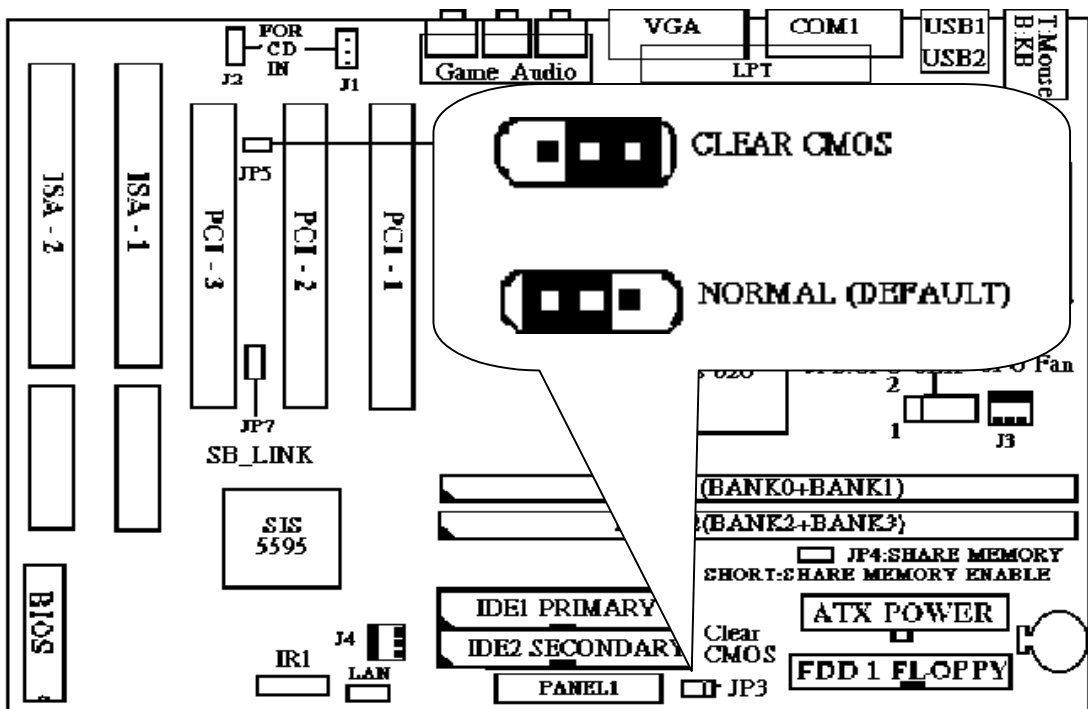 FOR
CD
IN
J2
J1
Game Audio
VGA
COM1
LPT
USB1
USB2
T:Mouse
B:KB
ISA - 2
ISA - 1
PCI - 3
PCI - 2
PCI - 1
JP5
CLEAR CMOS
NORMAL (DEFAULT)
Fan
2
1
J3
JP7
SB_LINK
(BANK0+BANK1)
(BANK2+BANK3)
SIS
5595
JP4:SHARE MEMORY
SHORT:SHARE MEMORY ENABLE
BIOS
IDE1 PRIMARY
IDE2 SECONDARY
ATX POWER
Clear
CMOS
FDD 1 FLOPPY
J4
IR1
LAN
PANEL1
JP3